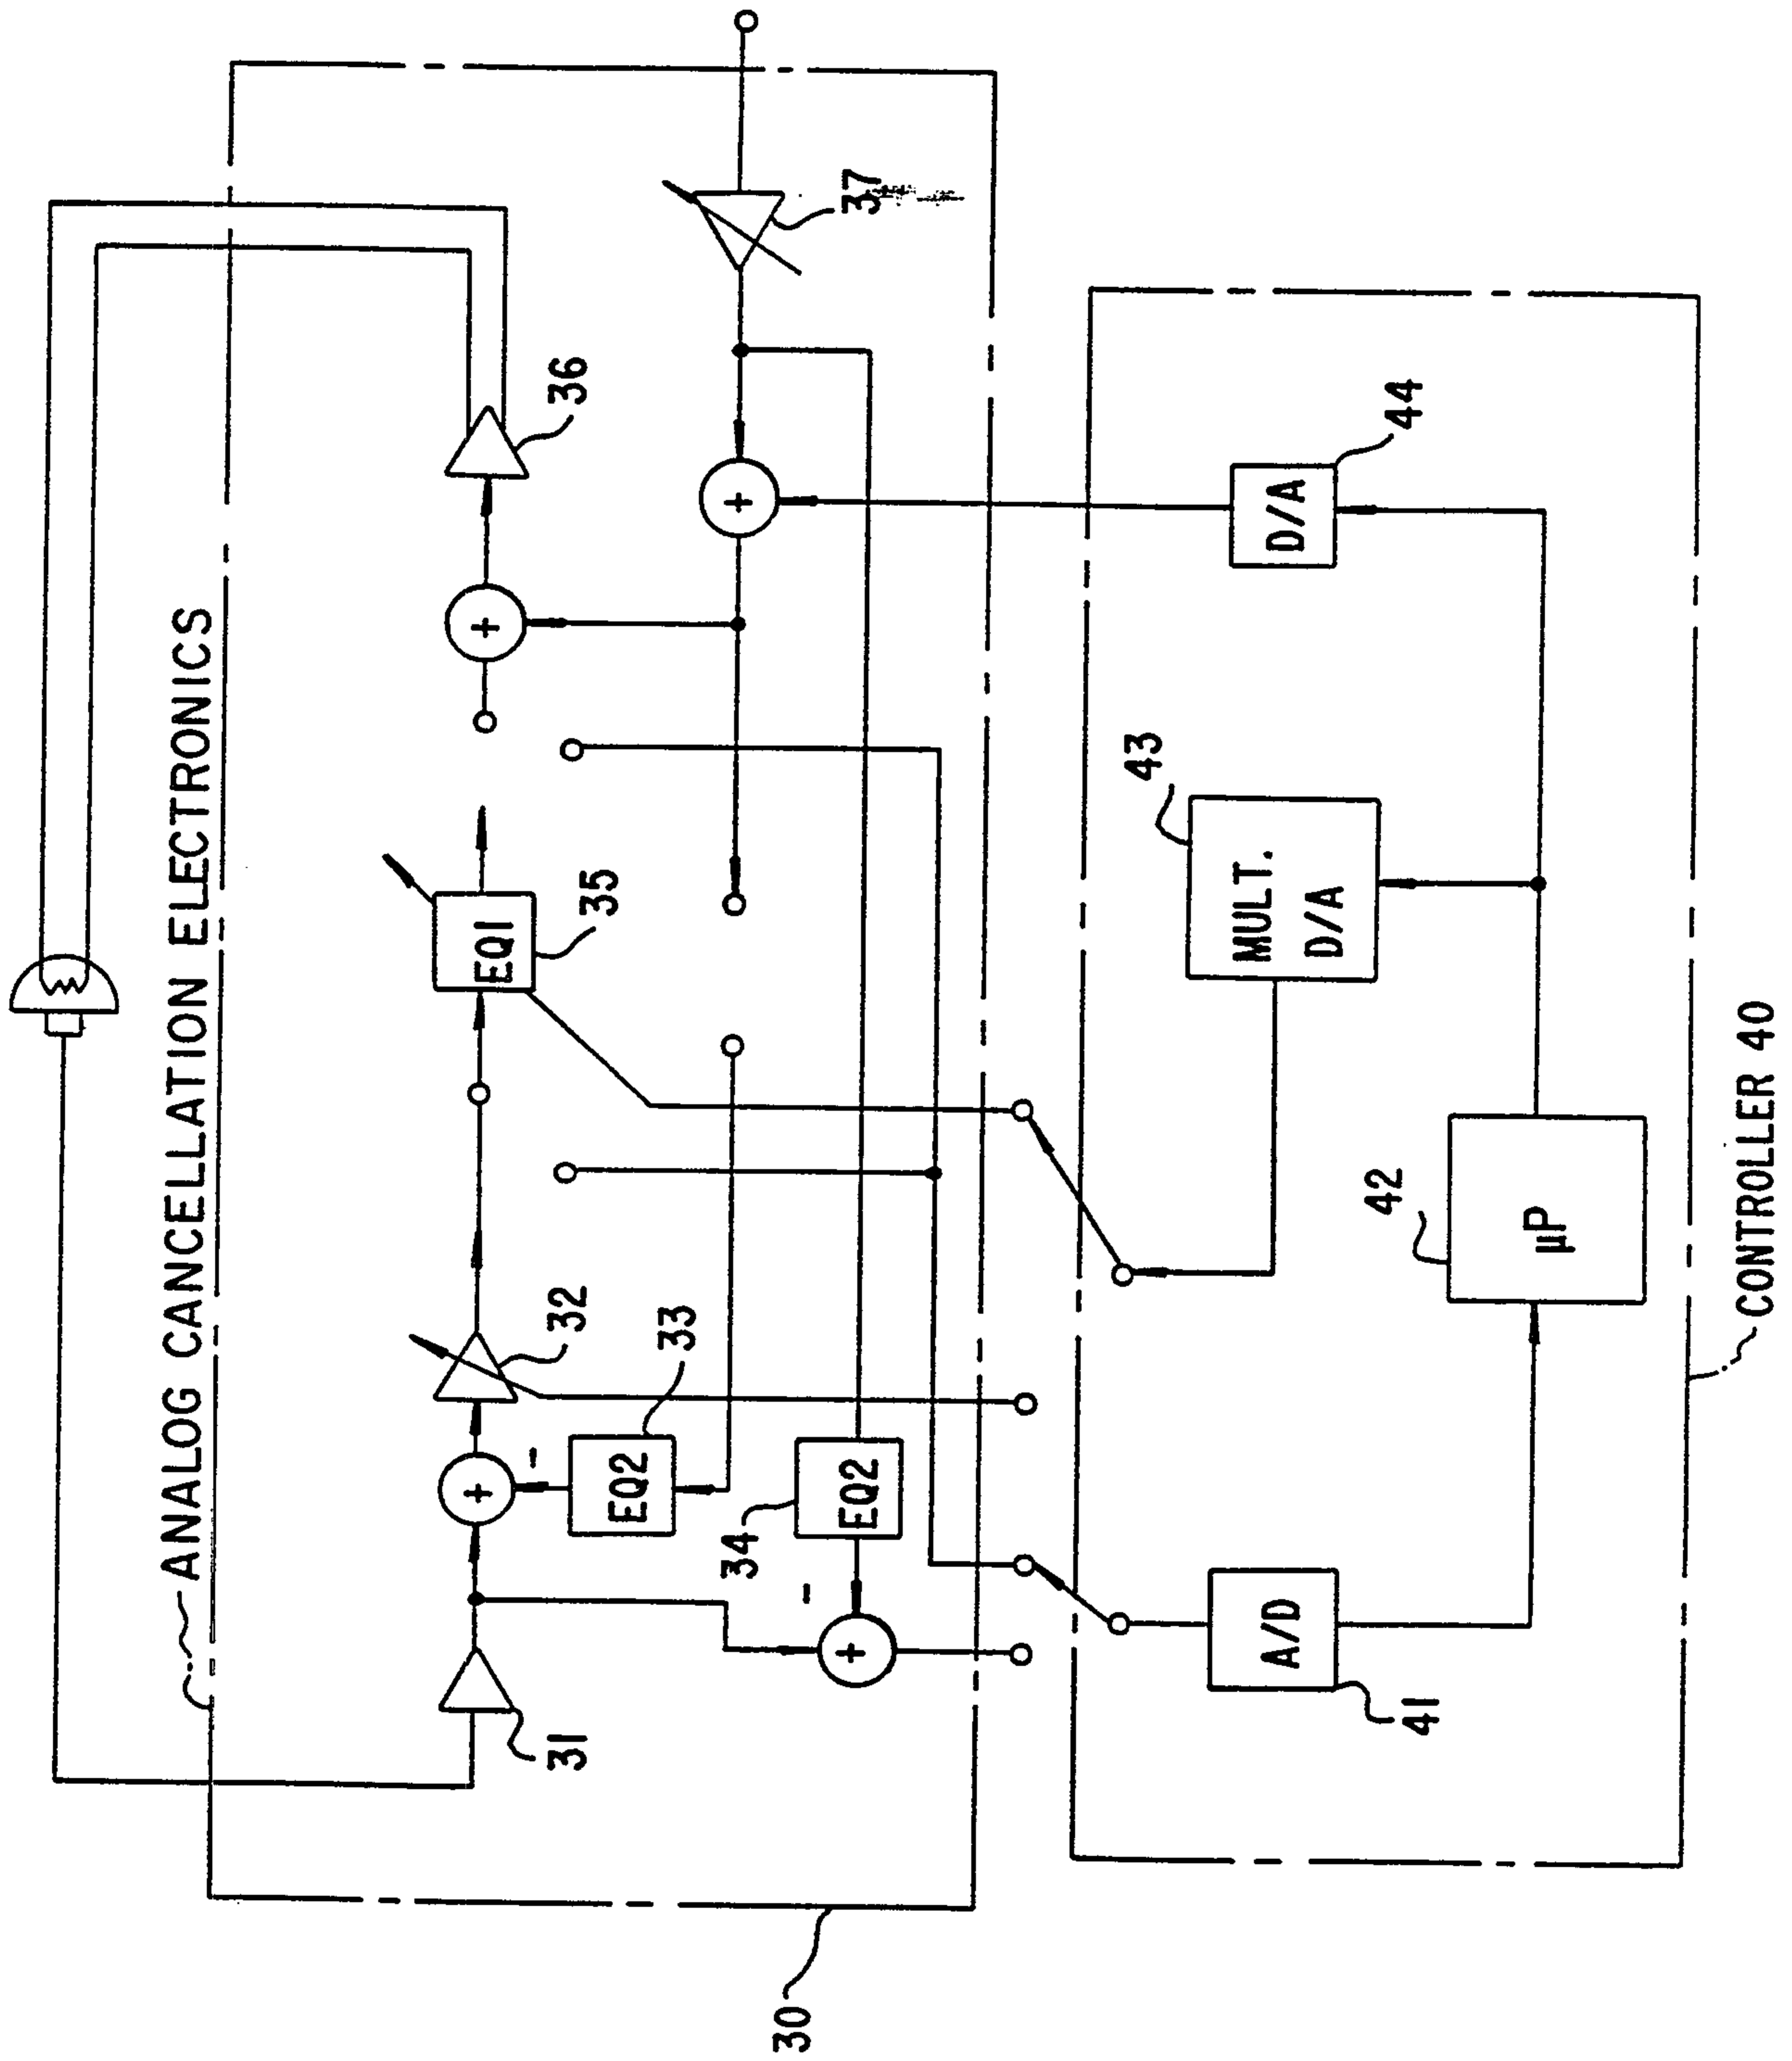 ANALOG CANCELLATION ELECTRONICS
31
+
-
32
EQ2
33
EQ1
35
+
36
34
EQ2
-
+
+
37
30
A/D
41
42
µP
MULT.
D/A
43
D/A
44
CONTROLLER 40